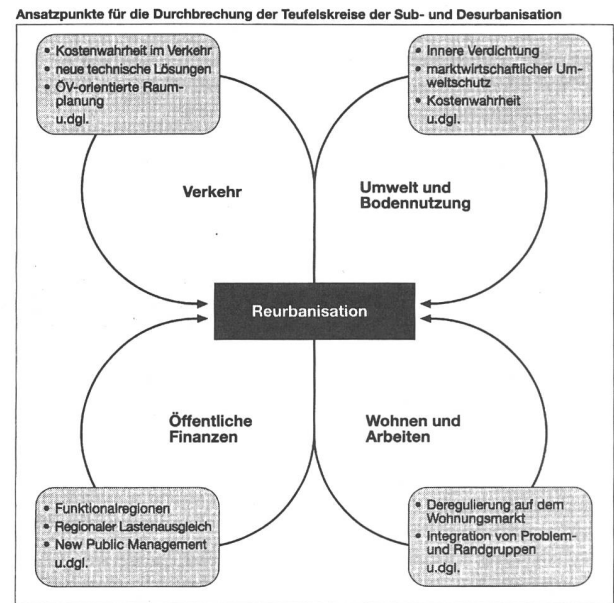 Ansatzpunkte für die Durchbrechung der Teufelskreise der Sub- und Desurbanisation
• Kostenwahrheit im Verkehr
• neue technische Lösungen
• ÖV-orientierte Raum-
planung
u.dgl.
• Innere Verdichtung
• marktwirtschaftlicher Um-
weltschutz
• Kostenwahrheit
u.dgl.
Verkehr
Umwelt und
Bodennutzung
Reurbanisation
Öffentliche
Finanzen
Wohnen und
Arbeiten
• Funktionalregionen
• Regionaler Lastenausgleich
• New Public Management
u.dgl.
• Deregulierung auf dem
Wohnungsmarkt
• Integration von Problem-
und Randgruppen
u.dgl.